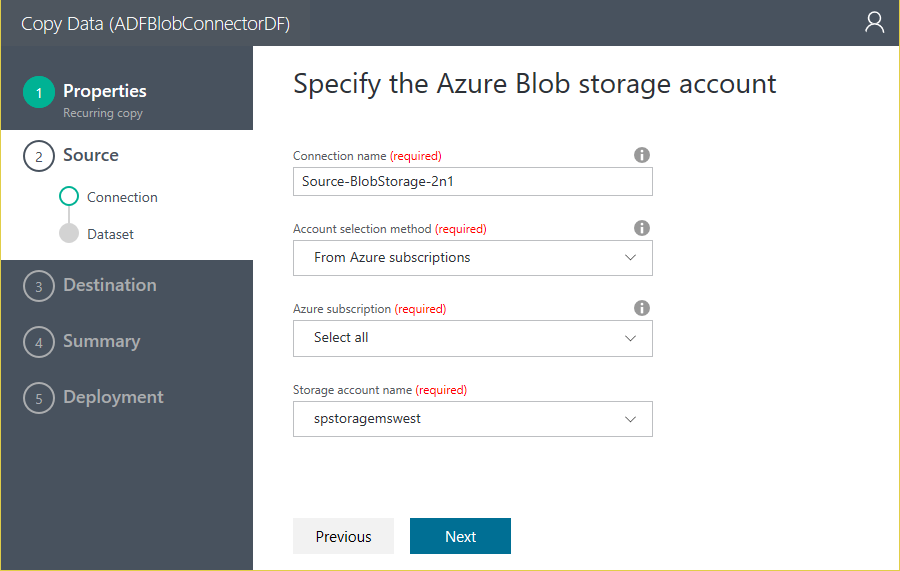 Copy Data (ADFBlobConnectorDF)
1 Properties
Recurring copy
2 Source
Connection
Dataset
3 Destination
4 Summary
5 Deployment
Specify the Azure Blob storage account
Connection name (required)
Source-BlobStorage-2n1
Account selection method (required)
From Azure subscriptions
Azure subscription (required)
Select all
Storage account name (required)
spstoragemswest
Previous Next